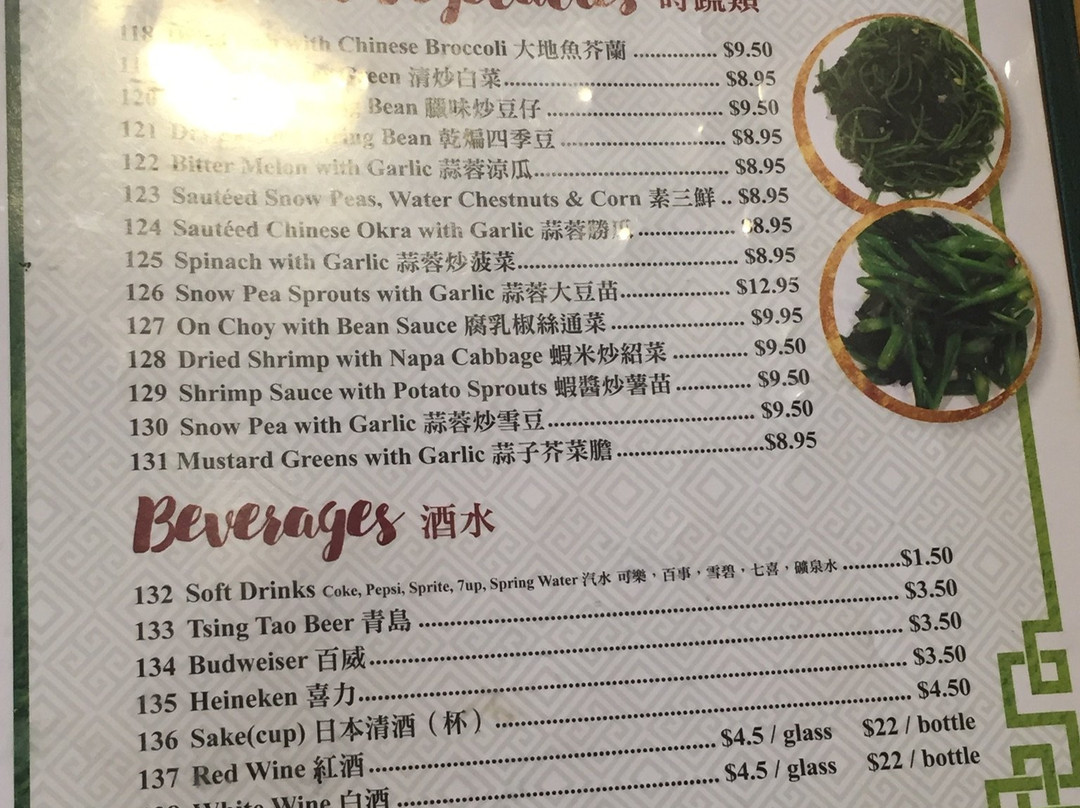 Vegetables 時蔬類
118 with Chinese Broccoli 大地魚芥蘭 ................ $9.50
Green 清炒白菜 ................ $8.95
120 Bean 臘味炒豆仔 ................ $9.50
121 String Bean 乾煸四季豆 ................ $8.95
122 Bitter Melon with Garlic 蒜蓉涼瓜 ................ $8.95
123 Sautéed Snow Peas, Water Chestnuts & Corn 素三鮮 .. $8.95
124 Sautéed Chinese Okra with Garlic 蒜蓉勝瓜 ................ $8.95
125 Spinach with Garlic 蒜蓉炒菠菜 ................ $8.95
126 Snow Pea Sprouts with Garlic 蒜蓉大豆苗 ................ $12.95
127 On Choy with Bean Sauce 腐乳椒絲通菜 ................ $9.95
128 Dried Shrimp with Napa Cabbage 蝦米炒紹菜 ............ $9.50
129 Shrimp Sauce with Potato Sprouts 蝦醬炒薯苗 ............ $9.50
130 Snow Pea with Garlic 蒜蓉炒雪豆 ................ $9.50
131 Mustard Greens with Garlic 蒜子芥菜膽 ................ $8.95
Beverages 酒水
132 Soft Drinks Coke, Pepsi, Sprite, 7up, Spring Water 汽水 可樂，百事，雪碧，七喜，礦泉水 .......... $1.50
133 Tsing Tao Beer 青島 ................ $3.50
134 Budweiser 百威 ................ $3.50
135 Heineken 喜力 ................ $3.50
136 Sake(cup) 日本清酒（杯） ................ $4.50
137 Red Wine 紅酒 ................ $4.5 / glass $22 / bottle
White Wine 白酒 ................ $4.5 / glass $22 / bottle